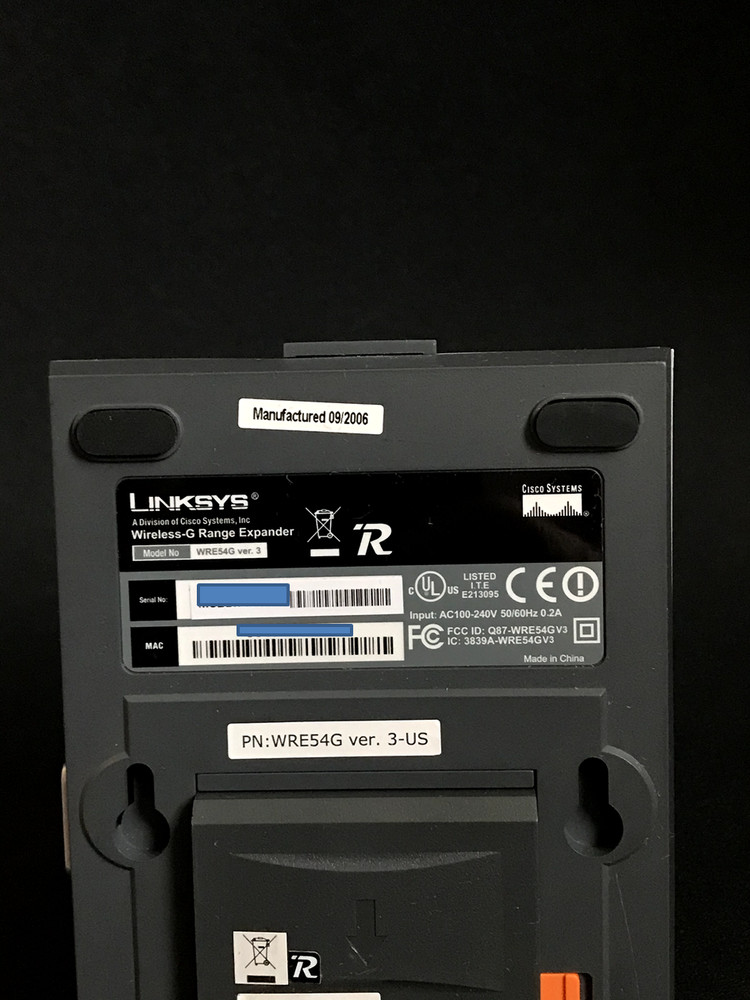 Manufactured 09/2006
LINKSYS®
A Division of Cisco Systems, Inc
Wireless-G Range Expander
Model No WRE54G ver. 3
R
CISCO SYSTEMS
®
Serial No:
MAC
c UL US
LISTED
I.T.E
E213095
CE
Input: AC100-240V 50/60Hz 0.2A
FC FCC ID: Q87-WRE54GV3
IC: 3839A-WRE54GV3
Made in China
PN:WRE54G ver. 3-US
R